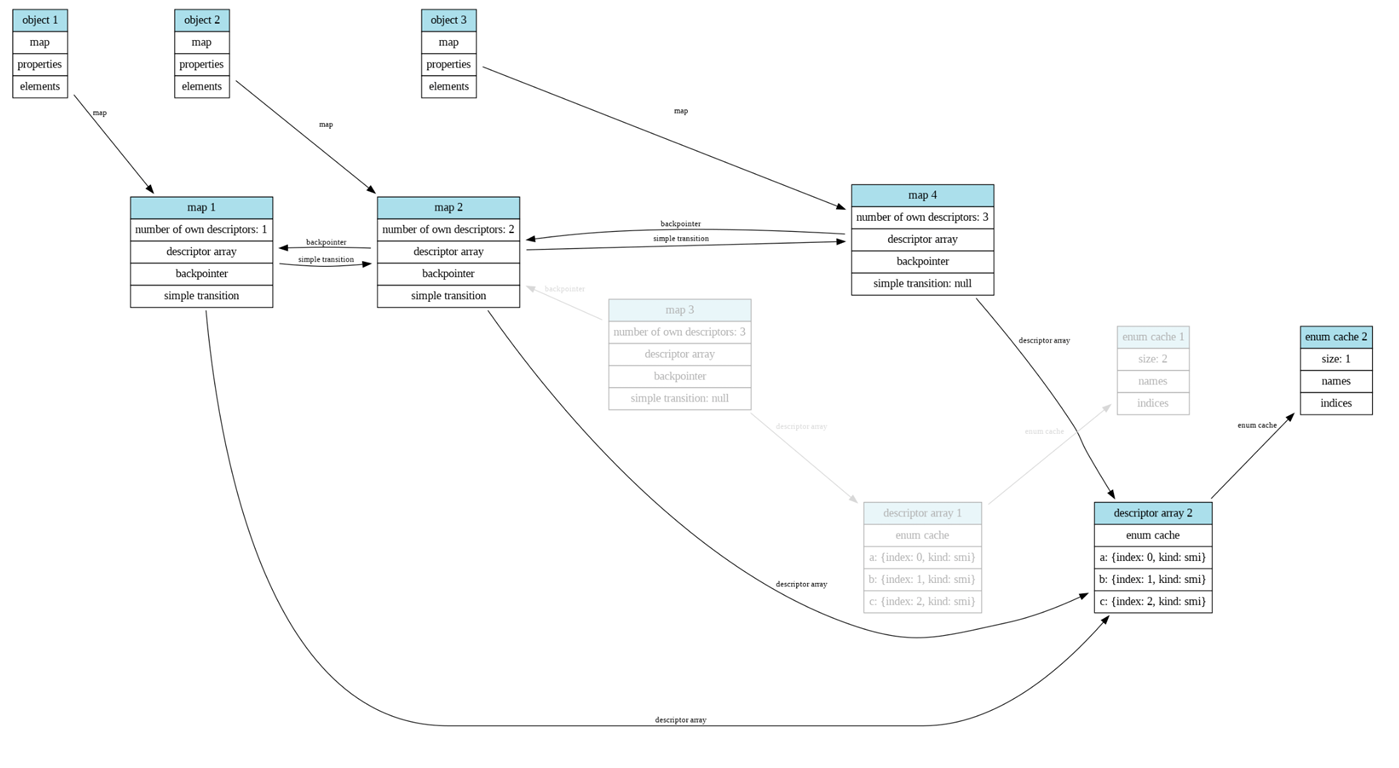 object 1
map
properties
elements
object 2
map
properties
elements
object 3
map
properties
elements
map
map
map
map 1
number of own descriptors: 1
descriptor array
backpointer
simple transition
backpointer
simple transition
map 2
number of own descriptors: 2
descriptor array
backpointer
simple transition
backpointer
simple transition
map 4
number of own descriptors: 3
descriptor array
backpointer
simple transition: null
backpointer
map 3
number of own descriptors: 3
descriptor array
backpointer
simple transition: null
descriptor array
enum cache 1
size: 2
names
indices
enum cache 2
size: 1
names
indices
descriptor array
enum cache
enum cache
descriptor array 1
enum cache
a: {index: 0, kind: smi}
b: {index: 1, kind: smi}
c: {index: 2, kind: smi}
descriptor array 2
enum cache
a: {index: 0, kind: smi}
b: {index: 1, kind: smi}
c: {index: 2, kind: smi}
descriptor array
descriptor array